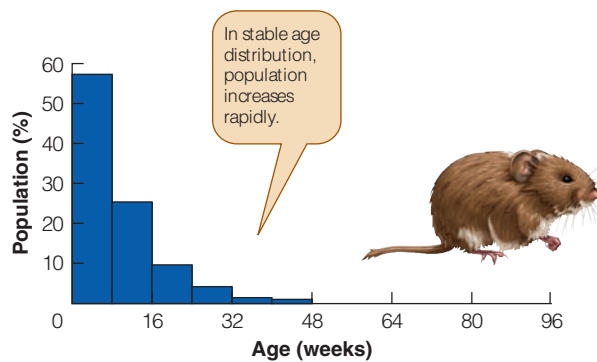 In stable age
distribution,
population
increases
rapidly.
60
50
40
30
20
10
0 16 32 48 64 80 96
Population (%)
Age (weeks)